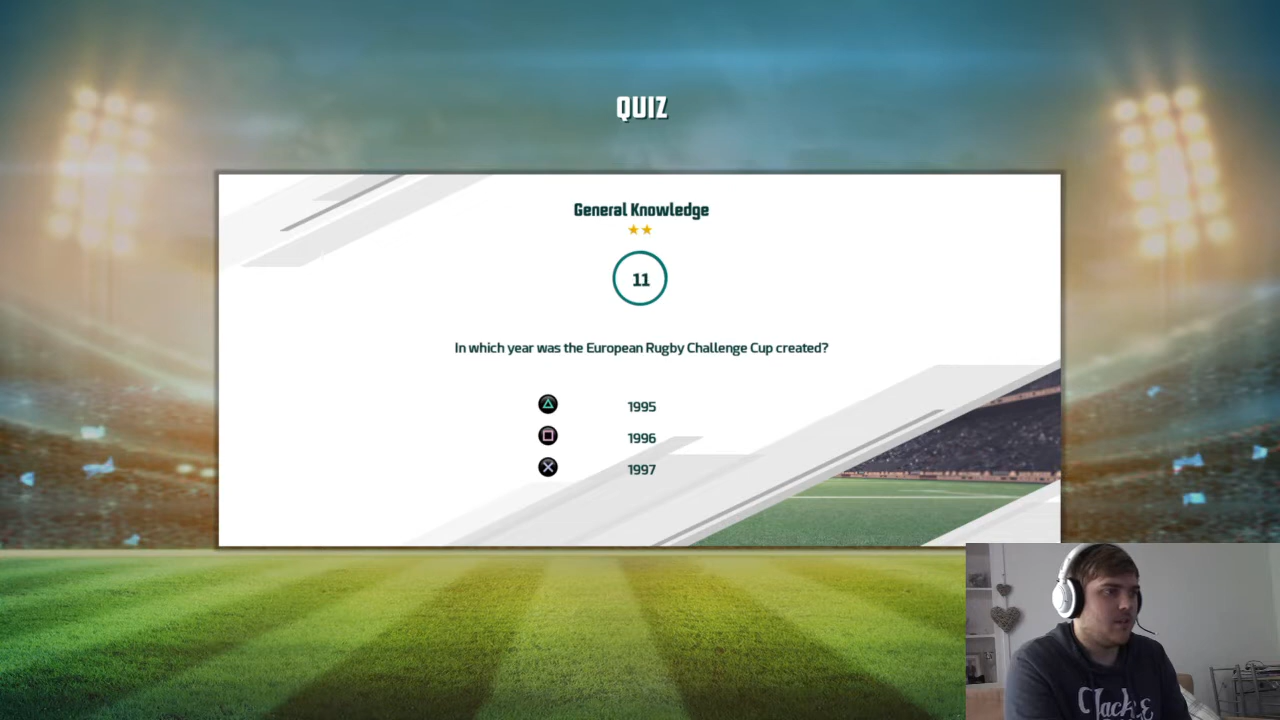 QUIZ
General Knowledge
11
In which year was the European Rugby Challenge Cup created?
1995
1996
1997